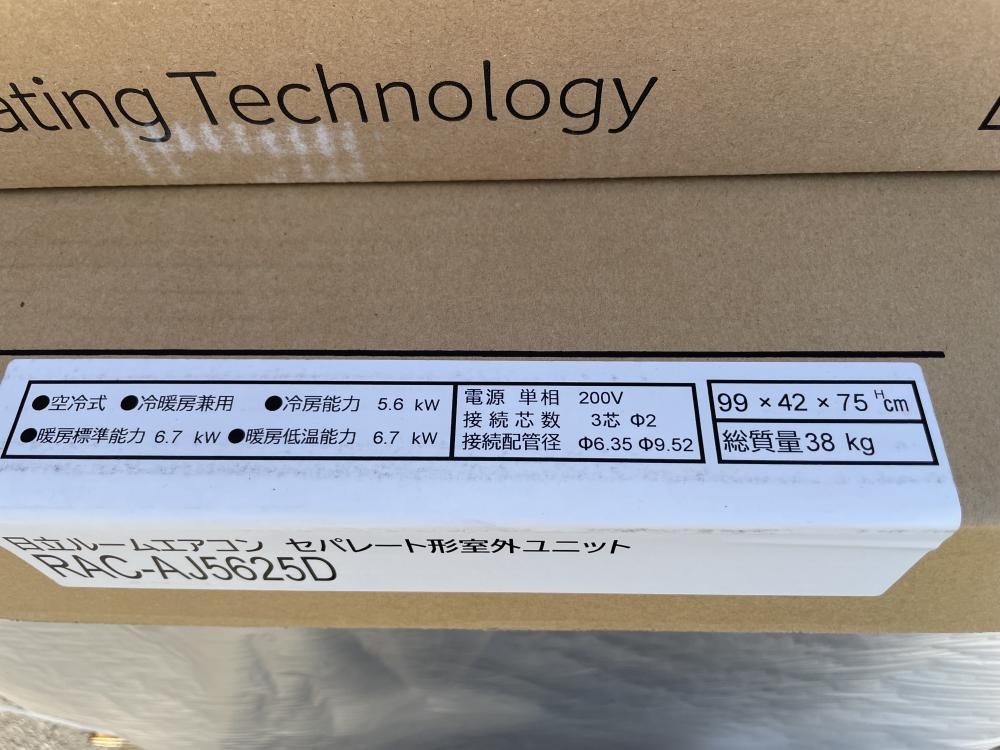 ating Technology
●空冷式 ●冷暖房兼用 ●冷房能力 5.6 kW
●暖房標準能力 6.7 kW ●暖房低温能力 6.7 kW
電源 単相 200V
接続芯数 3芯 Φ2
接続配管径 Φ6.35 Φ9.52
99 × 42 × 75 H cm
総質量 38 kg
日立ルームエアコン セパレート形室外ユニット
RAC-AJ5625D